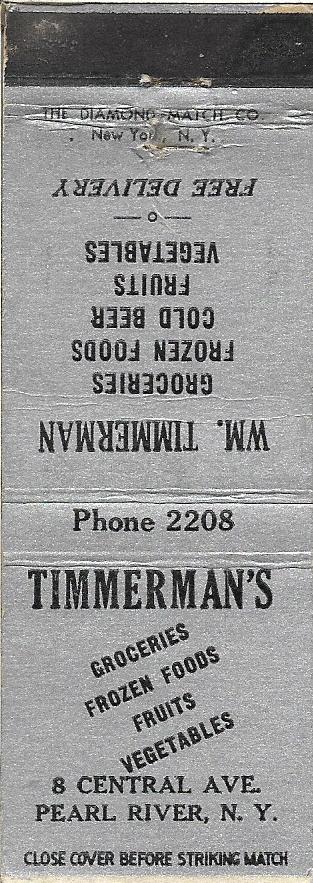 THE DIAMOND MATCH CO.
New York, N. Y.
WM. TIMMERMAN
GROCERIES
FROZEN FOODS
COLD BEER
FRUITS
VEGETABLES
FREE DELIVERY
Phone 2208
TIMMERMAN'S
GROCERIES
FROZEN FOODS
FRUITS
VEGETABLES
8 CENTRAL AVE.
PEARL RIVER, N. Y.
CLOSE COVER BEFORE STRIKING MATCH